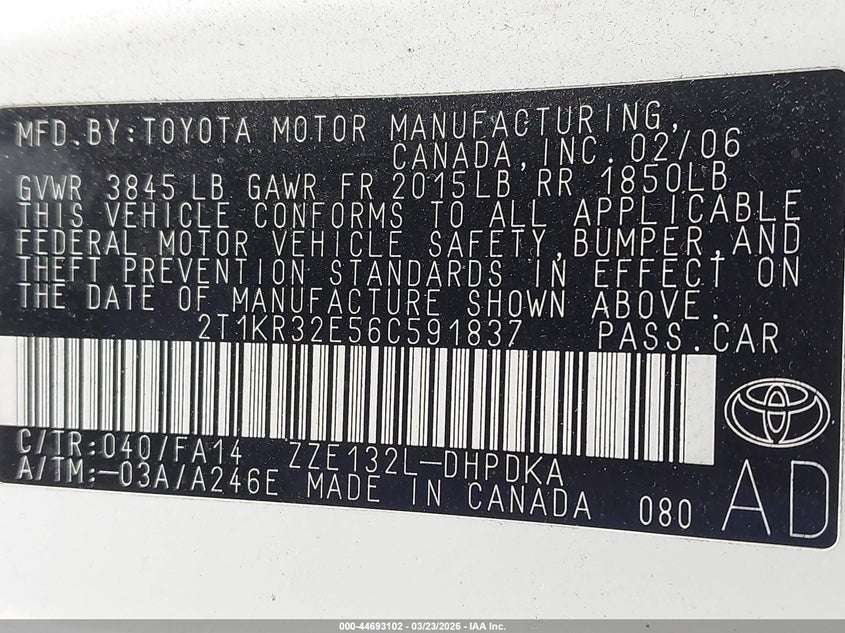 MFD.BY:TOYOTA MOTOR MANUFACTURING,
CANADA,INC. 02/06
GVWR 3845 LB GAWR FR 2015LB RR 1850LB
THIS VEHICLE CONFORMS TO ALL APPLICABLE
FEDERAL MOTOR VEHICLE SAFETY,BUMPER,AND
THEFT PREVENTION STANDARDS IN EFFECT ON
THE DATE OF MANUFACTURE SHOWN ABOVE.
2T1KR32E56C591837 PASS.CAR
C/TR:040/FA14 ZZE132L-DHPDKA
A/TM:-03A/A246E MADE IN CANADA 080 AD
000-44693102 | 03/23/2026 - IAA Inc.